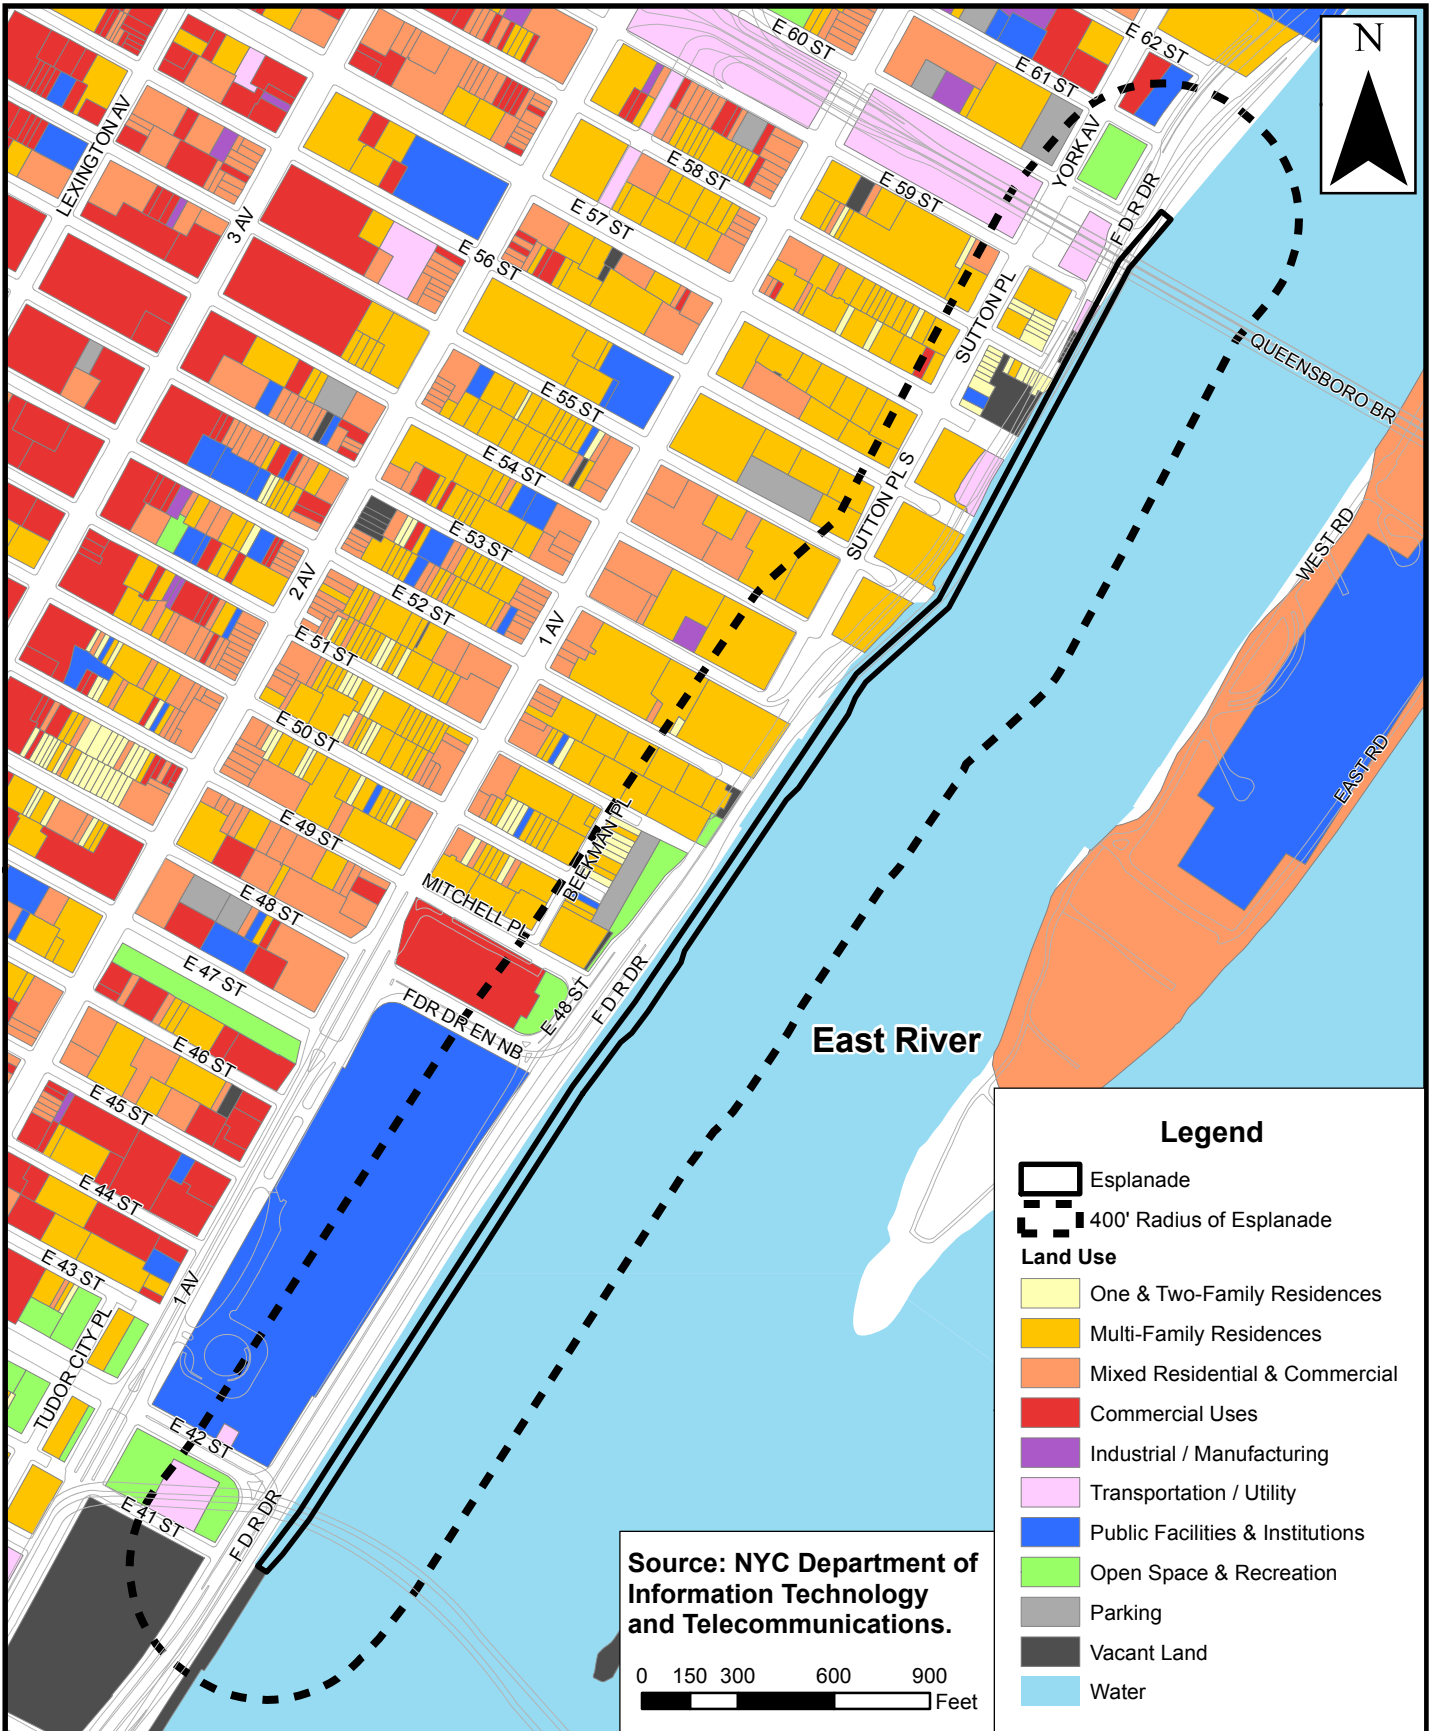 N
E 60 ST
E 62 ST
E 61 ST
LEXINGTON AV
YORK AV
E 58 ST
E 59 ST
F D R DR
3 AV
E 57 ST
E 56 ST
SUTTON PL
QUEENSBORO BR
E 55 ST
E 54 ST
SUTTON PL S
E 53 ST
WEST RD
2 AV
E 52 ST
1 AV
E 51 ST
E 50 ST
EAST RD
E 49 ST
BEEKMAN PL
MITCHELL PL
E 48 ST
E 47 ST
FDR DR EN NB
E 48 ST
F D R DR
East River
E 46 ST
E 45 ST
E 44 ST
E 43 ST
1 AV
TUDOR CITY PL
E 42 ST
E 41 ST
F D R DR
Legend
Esplanade
400' Radius of Esplanade
Land Use
One & Two-Family Residences
Multi-Family Residences
Mixed Residential & Commercial
Commercial Uses
Industrial / Manufacturing
Transportation / Utility
Public Facilities & Institutions
Open Space & Recreation
Parking
Vacant Land
Water
Source: NYC Department of
Information Technology
and Telecommunications.
0 150 300 600 900
Feet